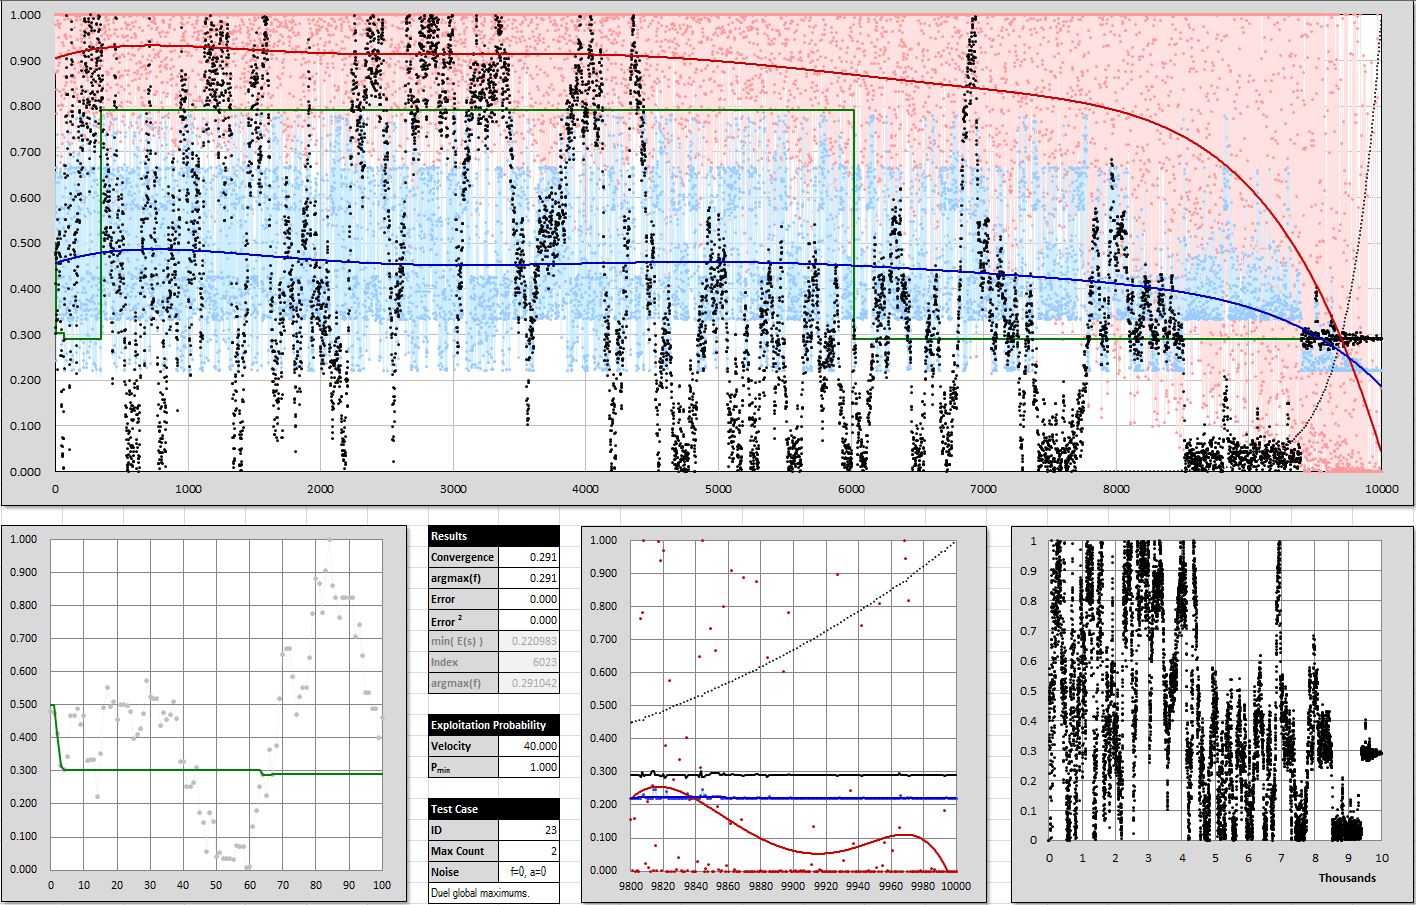 1.000
0.900
0.800
0.700
0.600
0.500
0.400
0.300
0.200
0.100
0.000
0 1000 2000 3000 4000 5000 6000 7000 8000 9000 10000
1.000
0.900
0.800
0.700
0.600
0.500
0.400
0.300
0.200
0.100
0.000
0 10 20 30 40 50 60 70 80 90 100
Results
Convergence 0.291
argmax(f) 0.291
Error 0.000
Error 2 0.000
min( E(s) ) 0.220983
Index 6023
argmax(f) 0.291042
Exploitation Probability
Velocity 40.000
Pmin 1.000
Test Case
ID 23
Max Count 2
Noise f=0, a=0
Duel global maximums.
1.000
0.900
0.800
0.700
0.600
0.500
0.400
0.300
0.200
0.100
0.000
9800 9820 9840 9860 9880 9900 9920 9940 9960 9980 10000
1
0.9
0.8
0.7
0.6
0.5
0.4
0.3
0.2
0.1
0
0 1 2 3 4 5 6 7 8 9 10
Thousands